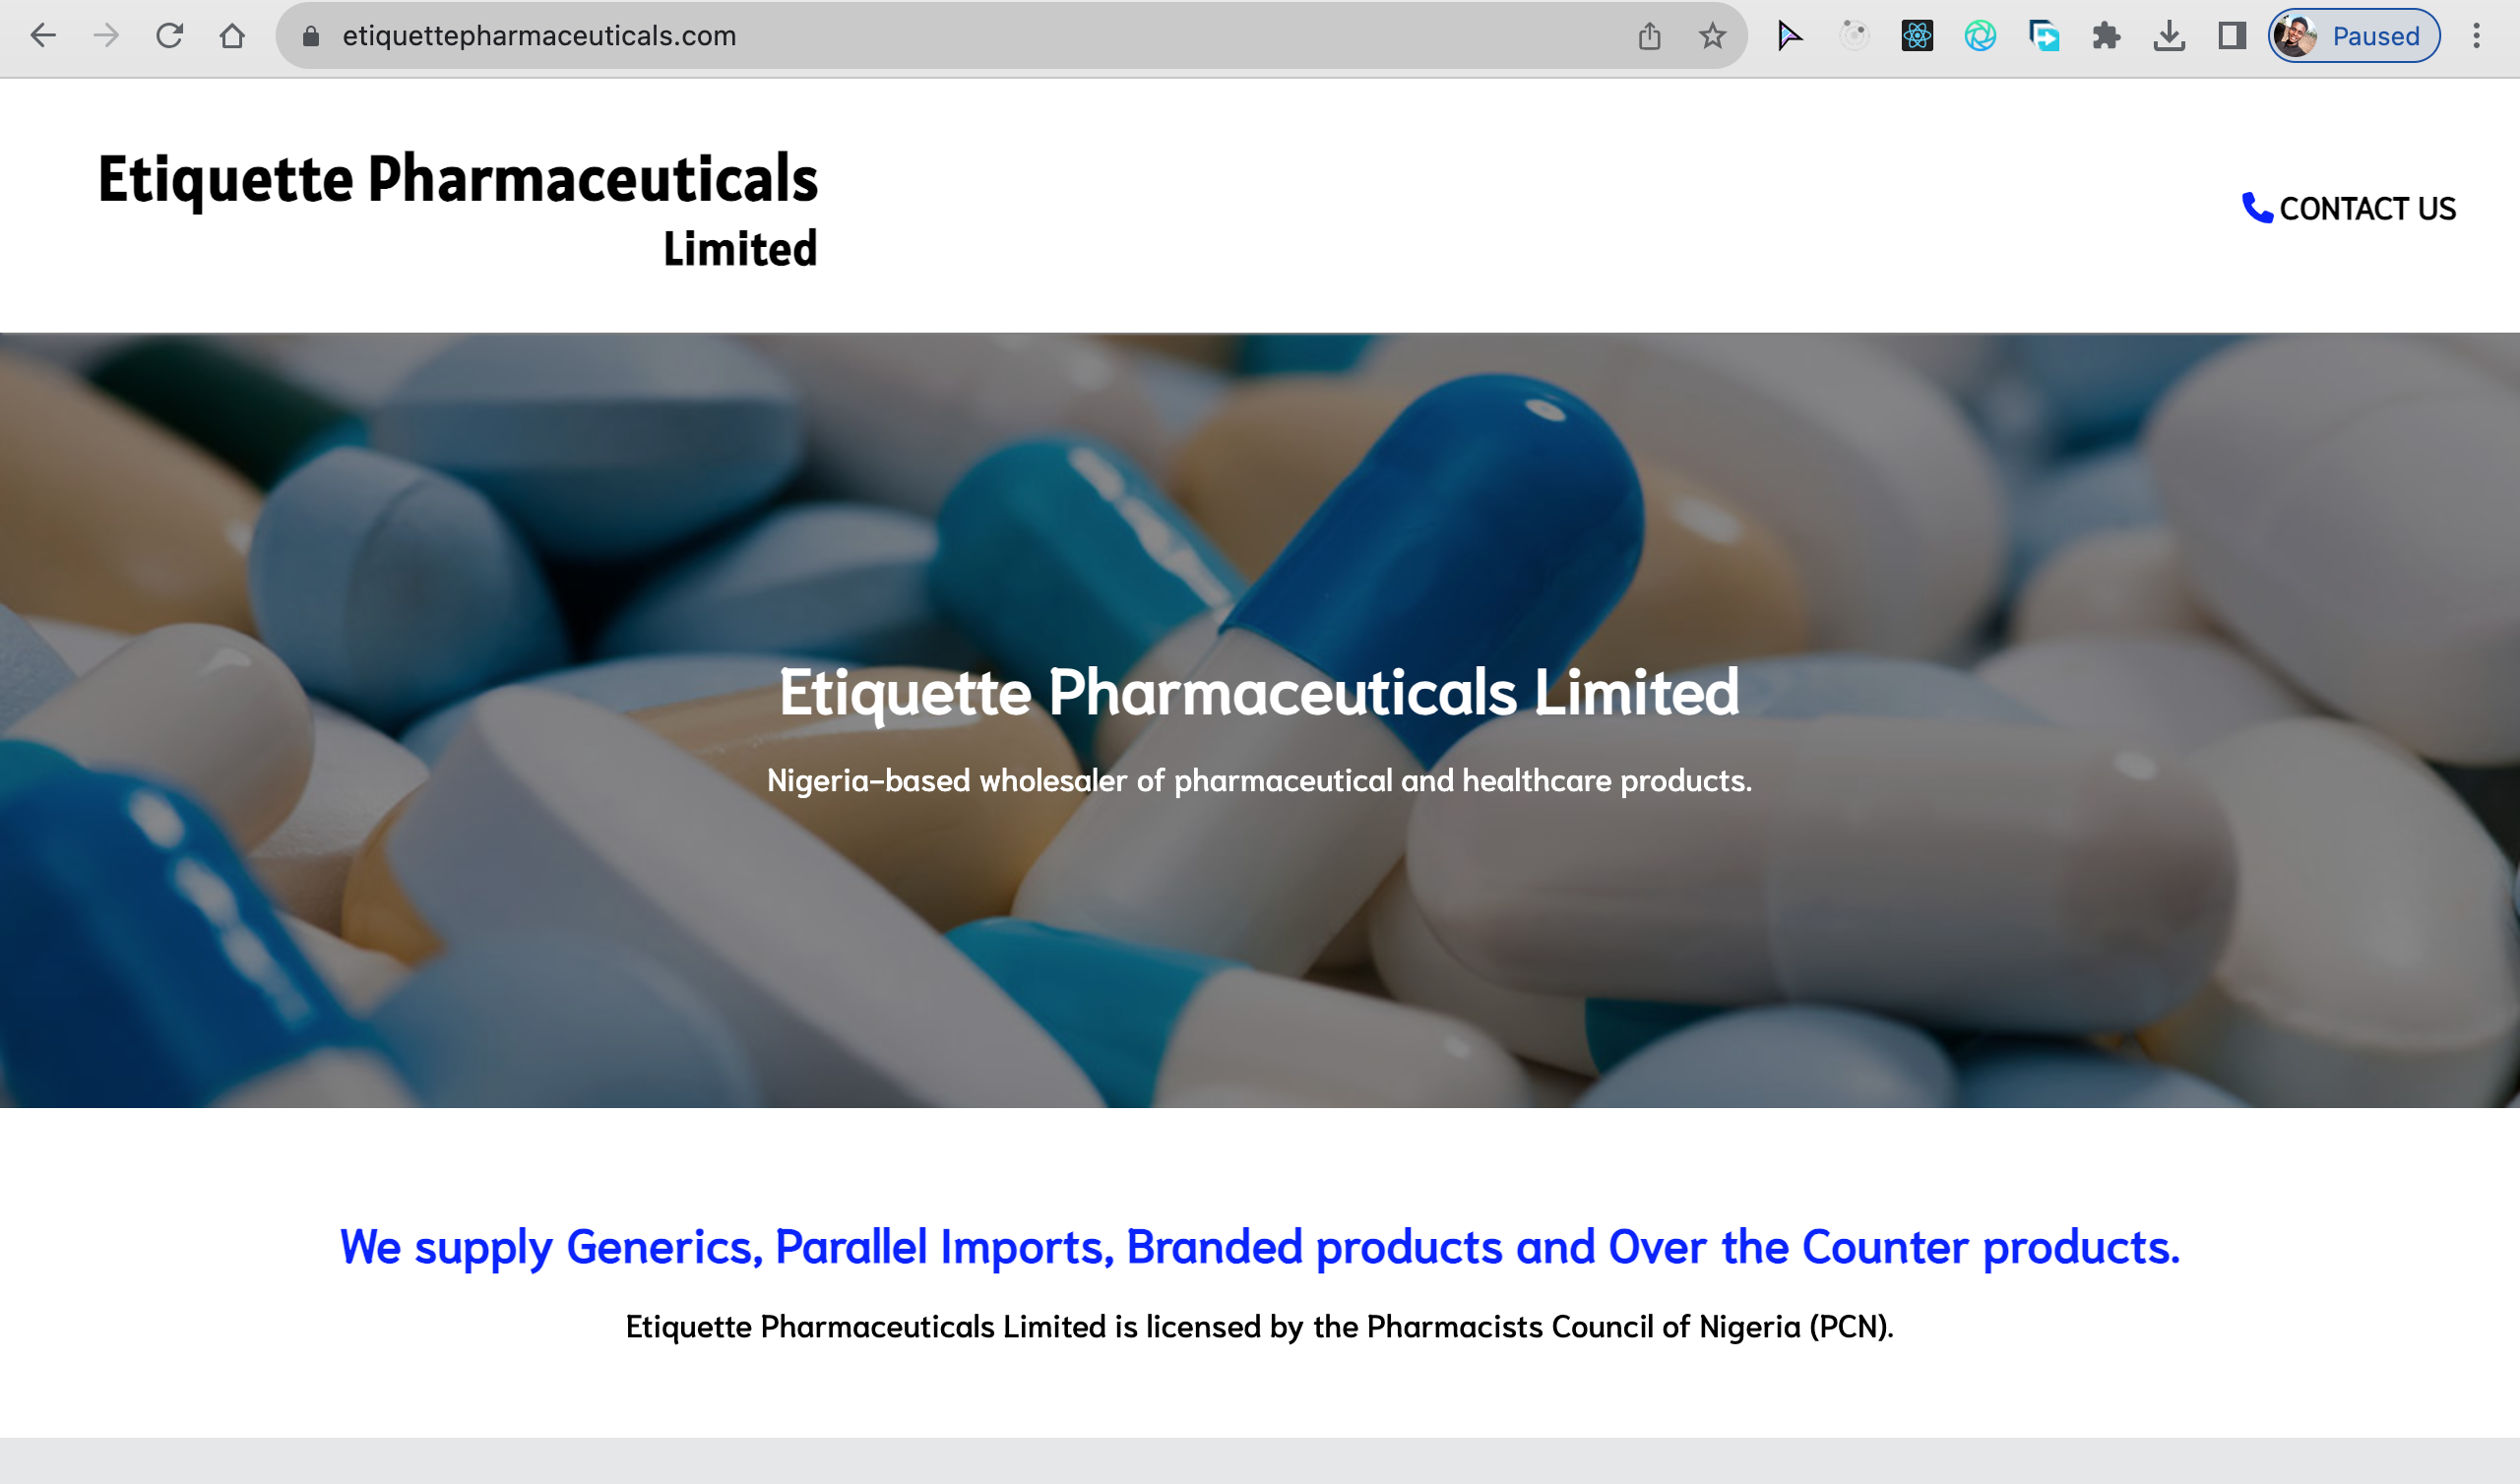 etiquettepharmaceuticals.com
Paused
Etiquette Pharmaceuticals
Limited
CONTACT US
Etiquette Pharmaceuticals Limited
Nigeria-based wholesaler of pharmaceutical and healthcare products.
We supply Generics, Parallel Imports, Branded products and Over the Counter products.
Etiquette Pharmaceuticals Limited is licensed by the Pharmacists Council of Nigeria (PCN).